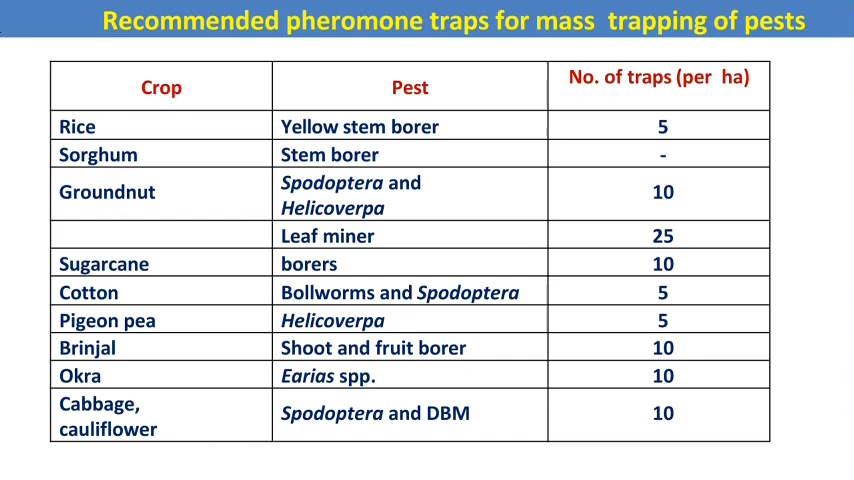 Recommended pheromone traps for mass trapping of pests
Crop Pest No. of traps (per ha)
Rice Yellow stem borer 5
Sorghum Stem borer -
Groundnut Spodoptera and Helicoverpa 10
Leaf miner 25
Sugarcane borers 10
Cotton Bollworms and Spodoptera 5
Pigeon pea Helicoverpa 5
Brinjal Shoot and fruit borer 10
Okra Earias spp. 10
Cabbage, cauliflower Spodoptera and DBM 10